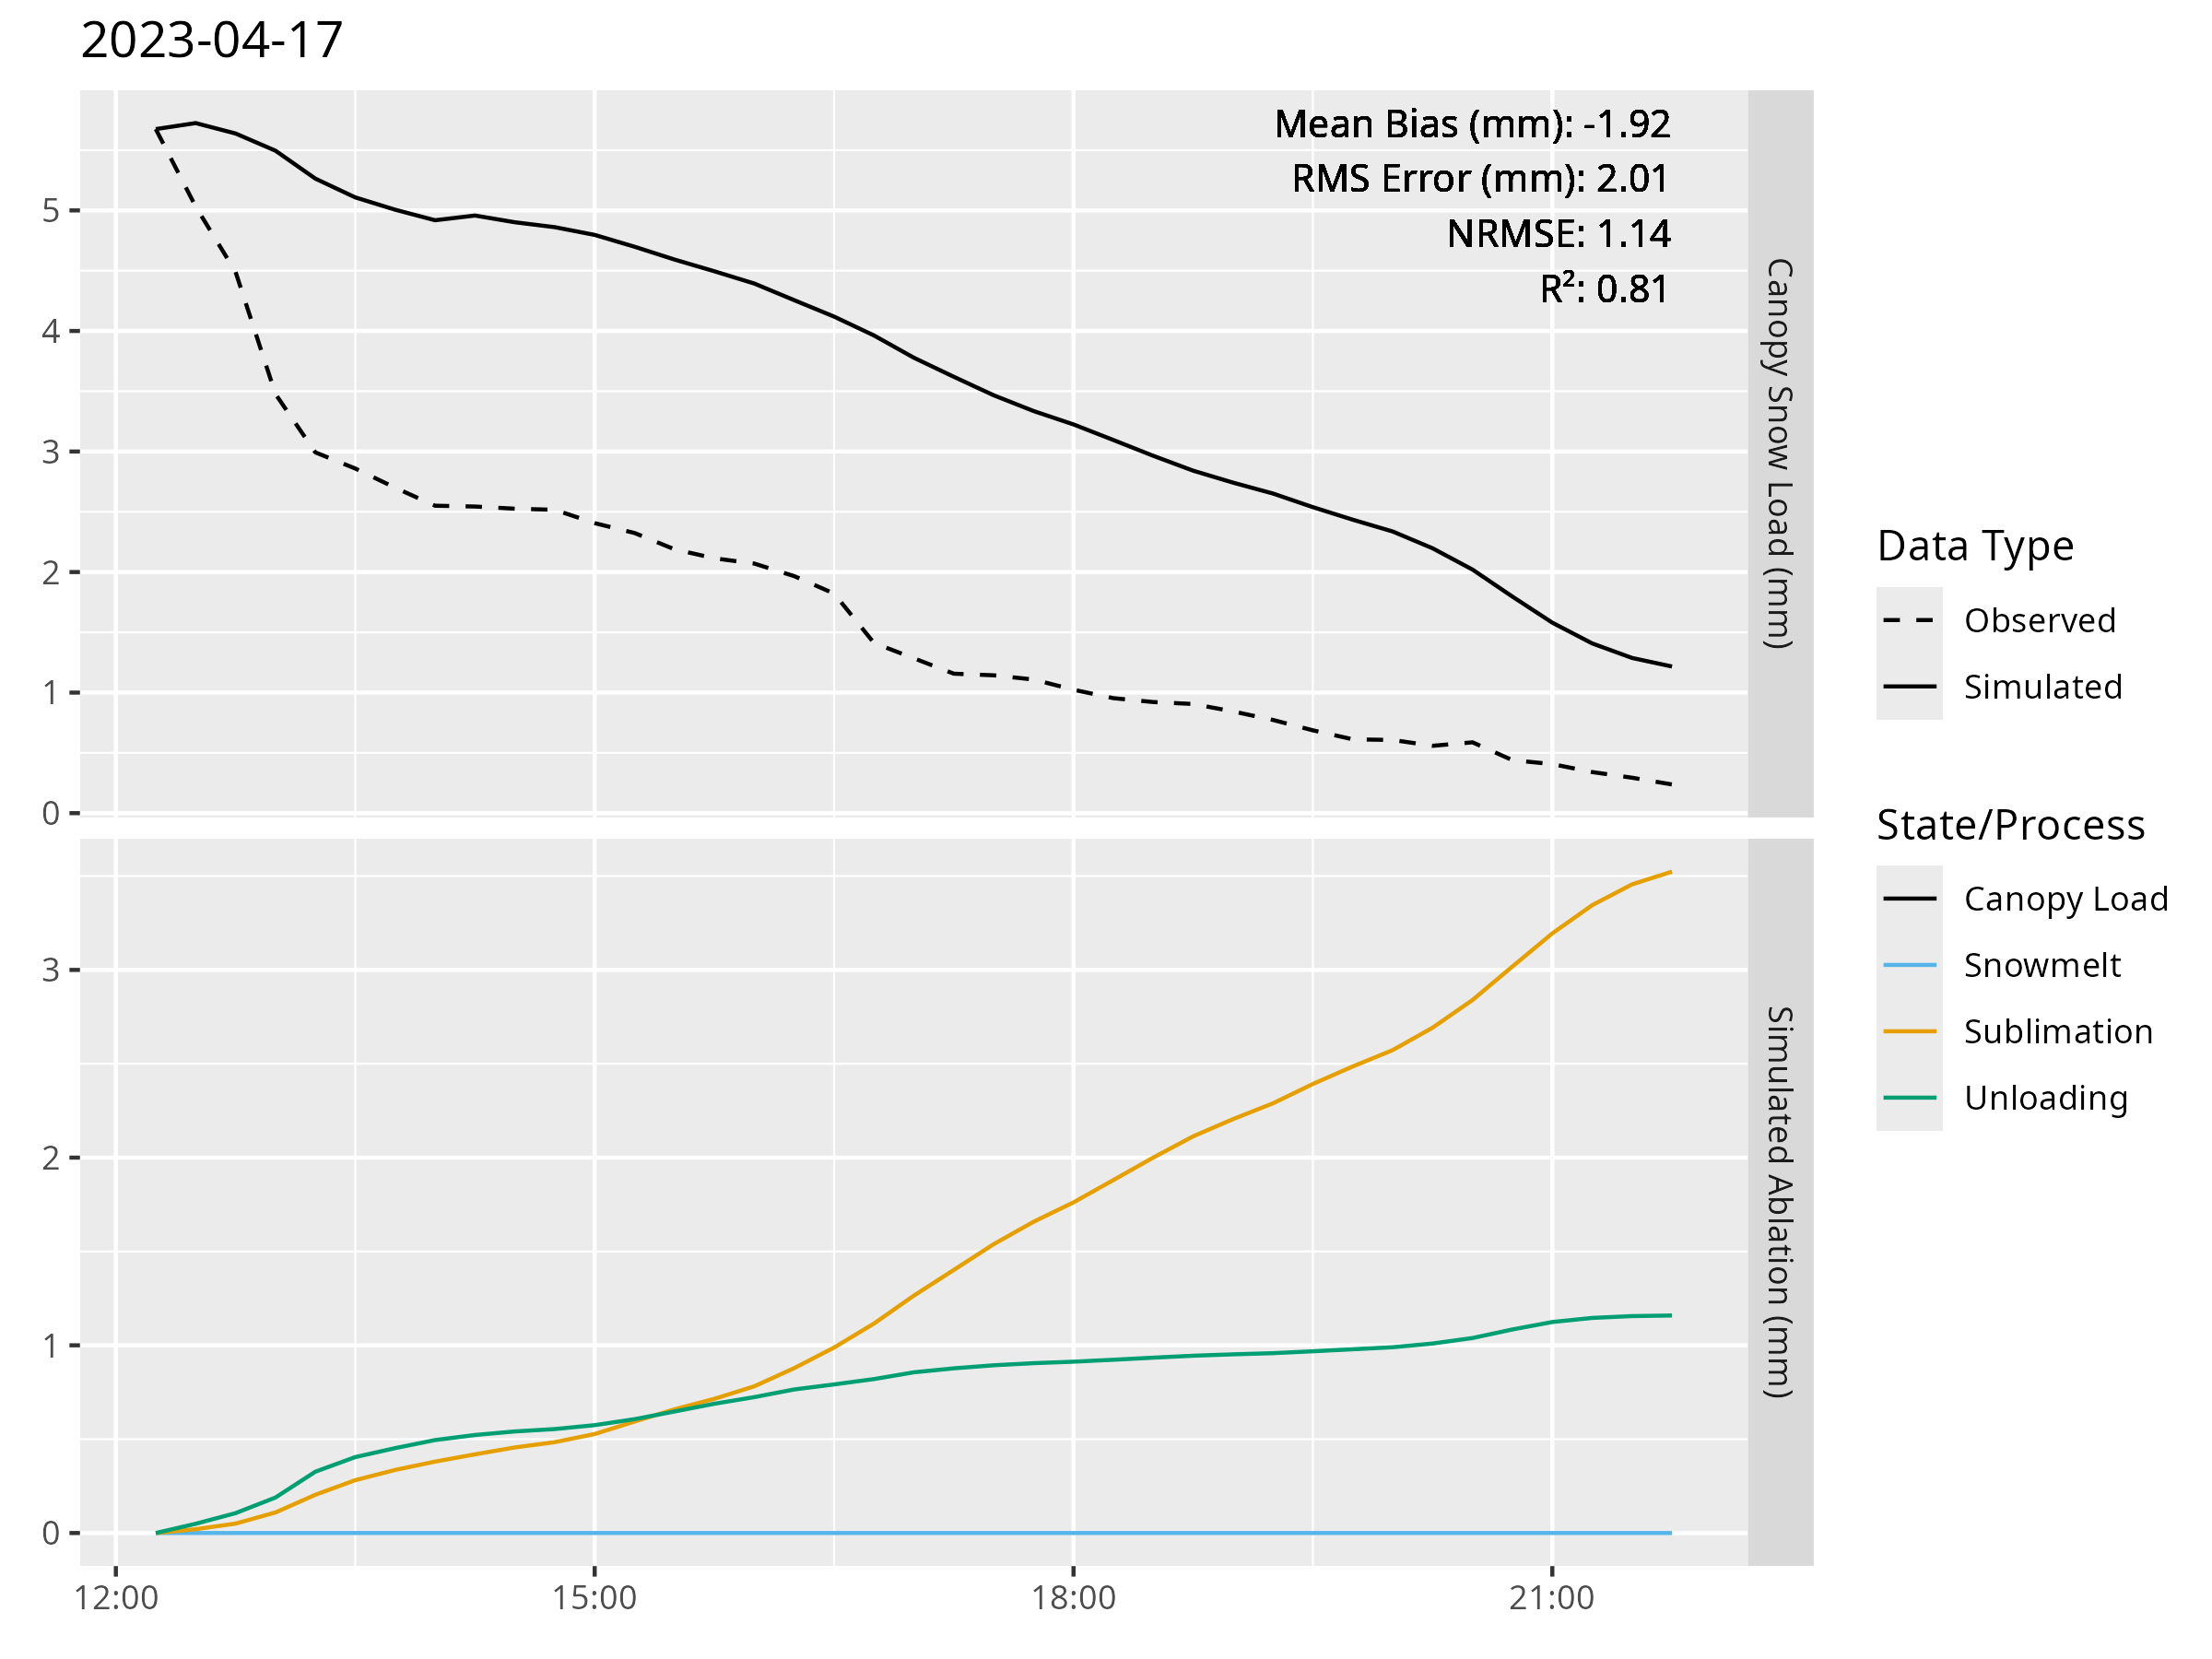 2023-04-17
Mean Bias (mm): -1.92
RMS Error (mm): 2.01
NRMSE: 1.14
R²: 0.81
5
4
3
2
1
0
Canopy Snow Load (mm)
3
2
1
0
Simulated Ablation (mm)
12:00 15:00 18:00 21:00
Data Type
Observed
Simulated
State/Process
Canopy Load
Snowmelt
Sublimation
Unloading